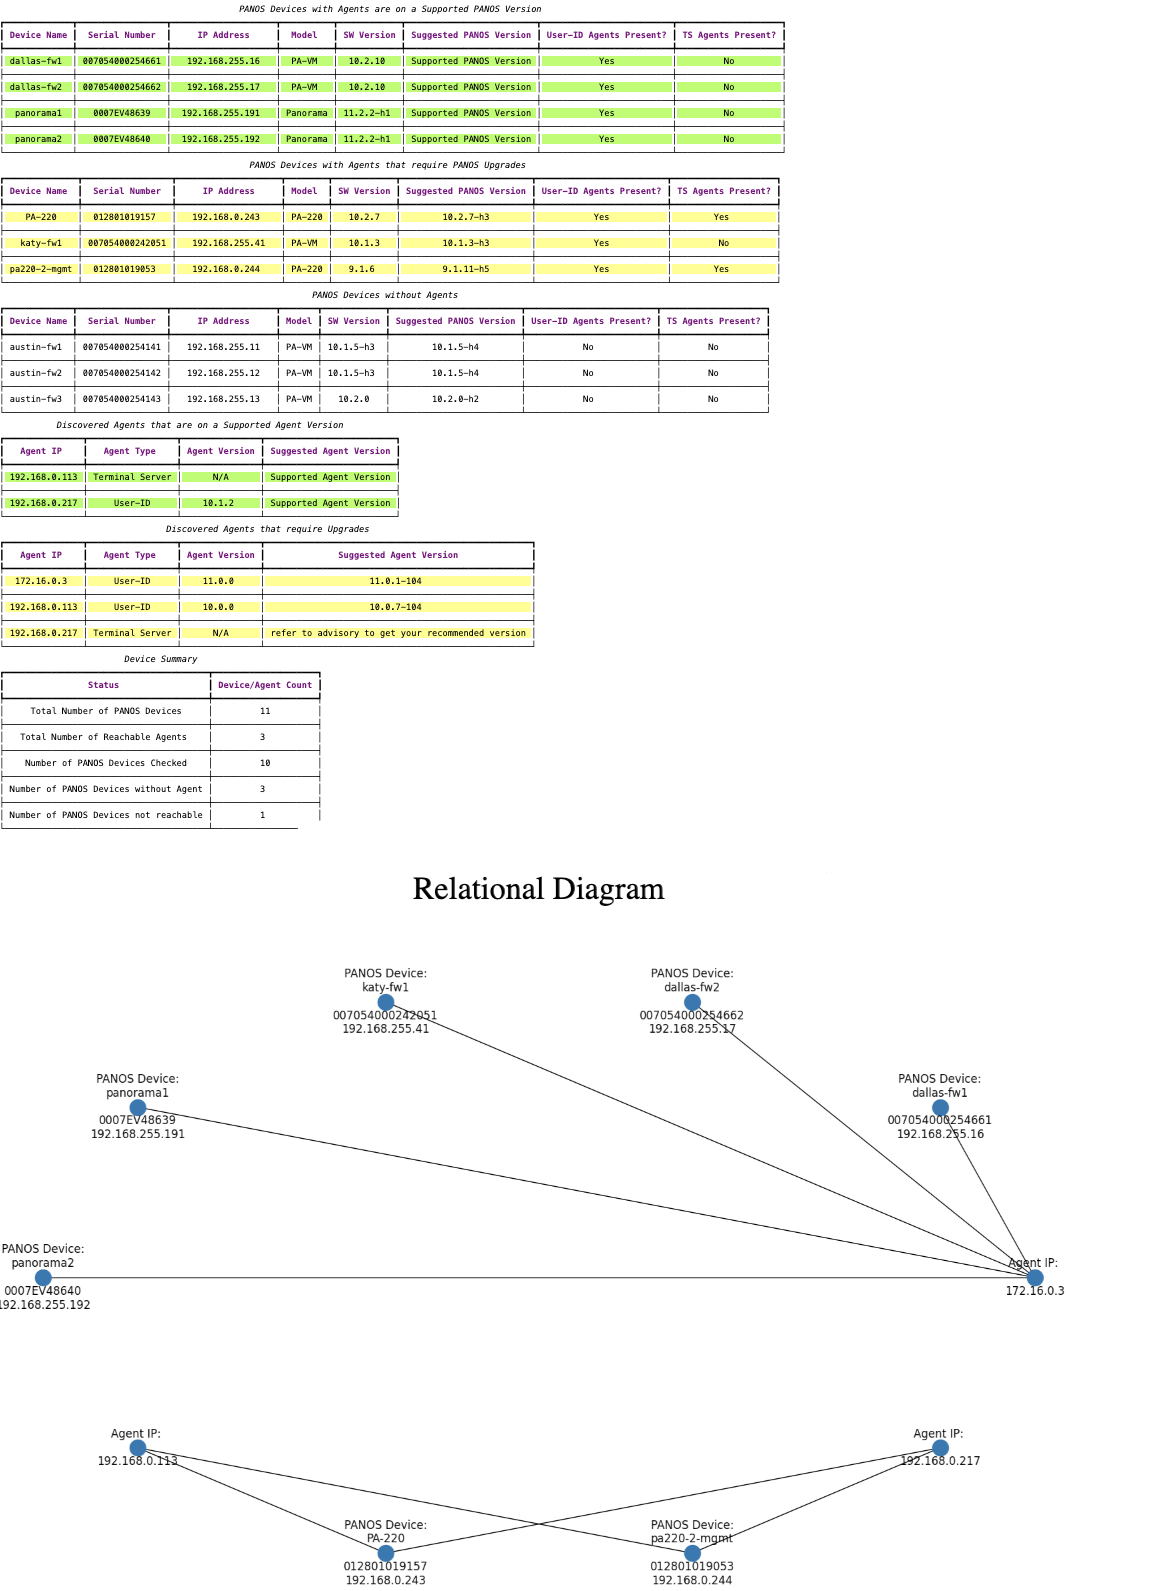 PANOS Devices with Agents are on a Supported PANOS Version
Device Name Serial Number IP Address Model SW Version Suggested PANOS Version User-ID Agents Present? TS Agents Present?
dallas-fw1 007054000254661 192.168.255.16 PA-VM 10.2.10 Supported PANOS Version Yes No
dallas-fw2 007054000254662 192.168.255.17 PA-VM 10.2.10 Supported PANOS Version Yes No
panorama1 0007EV48639 192.168.255.191 Panorama 11.2.2-h1 Supported PANOS Version Yes No
panorama2 0007EV48640 192.168.255.192 Panorama 11.2.2-h1 Supported PANOS Version Yes No
PANOS Devices with Agents that require PANOS Upgrades
Device Name Serial Number IP Address Model SW Version Suggested PANOS Version User-ID Agents Present? TS Agents Present?
PA-220 012801019157 192.168.0.243 PA-220 10.2.7 10.2.7-h3 Yes Yes
katy-fw1 007054000242051 192.168.255.41 PA-VM 10.1.3 10.1.3-h3 Yes No
pa220-2-mgmt 012801019053 192.168.0.244 PA-220 9.1.6 9.1.11-h5 Yes Yes
PANOS Devices without Agents
Device Name Serial Number IP Address Model SW Version Suggested PANOS Version User-ID Agents Present? TS Agents Present?
austin-fw1 007054000254141 192.168.255.11 PA-VM 10.1.5-h3 10.1.5-h4 No No
austin-fw2 007054000254142 192.168.255.12 PA-VM 10.1.5-h3 10.1.5-h4 No No
austin-fw3 007054000254143 192.168.255.13 PA-VM 10.2.0 10.2.0-h2 No No
Discovered Agents that are on a Supported Agent Version
Agent IP Agent Type Agent Version Suggested Agent Version
192.168.0.113 Terminal Server N/A Supported Agent Version
192.168.0.217 User-ID 10.1.2 Supported Agent Version
Discovered Agents that require Upgrades
Agent IP Agent Type Agent Version Suggested Agent Version
172.16.0.3 User-ID 11.0.0 11.0.1-104
192.168.0.113 User-ID 10.0.0 10.0.7-104
192.168.0.217 Terminal Server N/A refer to advisory to get your recommended version
Device Summary
Status Device/Agent Count
Total Number of PANOS Devices 11
Total Number of Reachable Agents 3
Number of PANOS Devices Checked 10
Number of PANOS Devices without Agent 3
Number of PANOS Devices not reachable 1
Relational Diagram
PANOS Device:
katy-fw1
007054000242051
192.168.255.41
PANOS Device:
dallas-fw2
007054000254662
192.168.255.17
PANOS Device:
panorama1
0007EV48639
192.168.255.191
PANOS Device:
dallas-fw1
007054000254661
192.168.255.16
PANOS Device:
panorama2
0007EV48640
192.168.255.192
Agent IP:
172.16.0.3
Agent IP:
192.168.0.113
Agent IP:
192.168.0.217
PANOS Device:
PA-220
012801019157
192.168.0.243
PANOS Device:
pa220-2-mgmt
012801019053
192.168.0.244